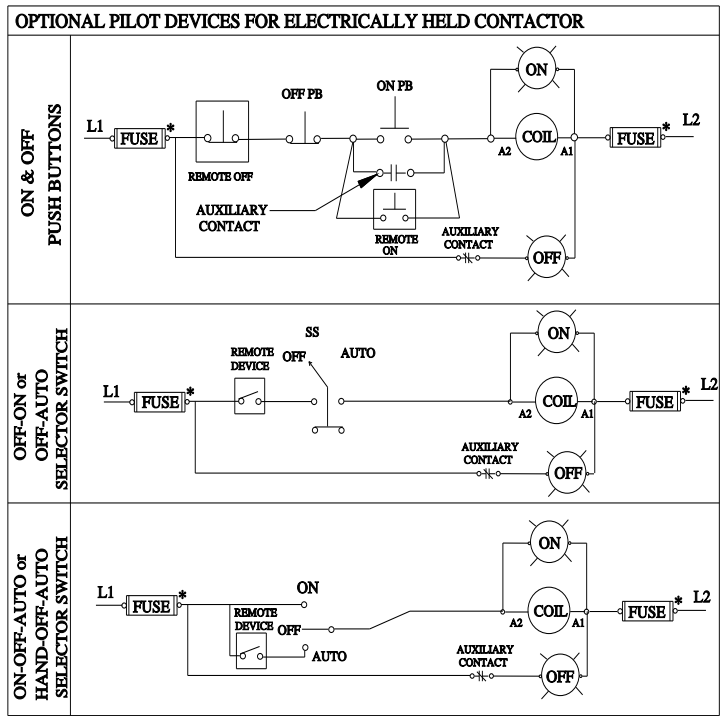 OPTIONAL PILOT DEVICES FOR ELECTRICALLY HELD CONTACTOR
ON & OFF
PUSH BUTTONS
L1
FUSE
*
REMOTE OFF
OFF PB
ON PB
AUXILIARY
CONTACT
REMOTE
ON
AUXILIARY
CONTACT
ON
COIL
A2
A1
OFF
FUSE
*
L2
OFF-ON or
OFF-AUTO
SELECTOR SWITCH
L1
FUSE
*
REMOTE
DEVICE
SS
OFF
AUTO
AUXILIARY
CONTACT
ON
COIL
A2
A1
OFF
FUSE
*
L2
ON-OFF-AUTO or
HAND-OFF-AUTO
SELECTOR SWITCH
L1
FUSE
*
REMOTE
DEVICE
ON
OFF
AUTO
AUXILIARY
CONTACT
ON
COIL
A2
A1
OFF
FUSE
*
L2